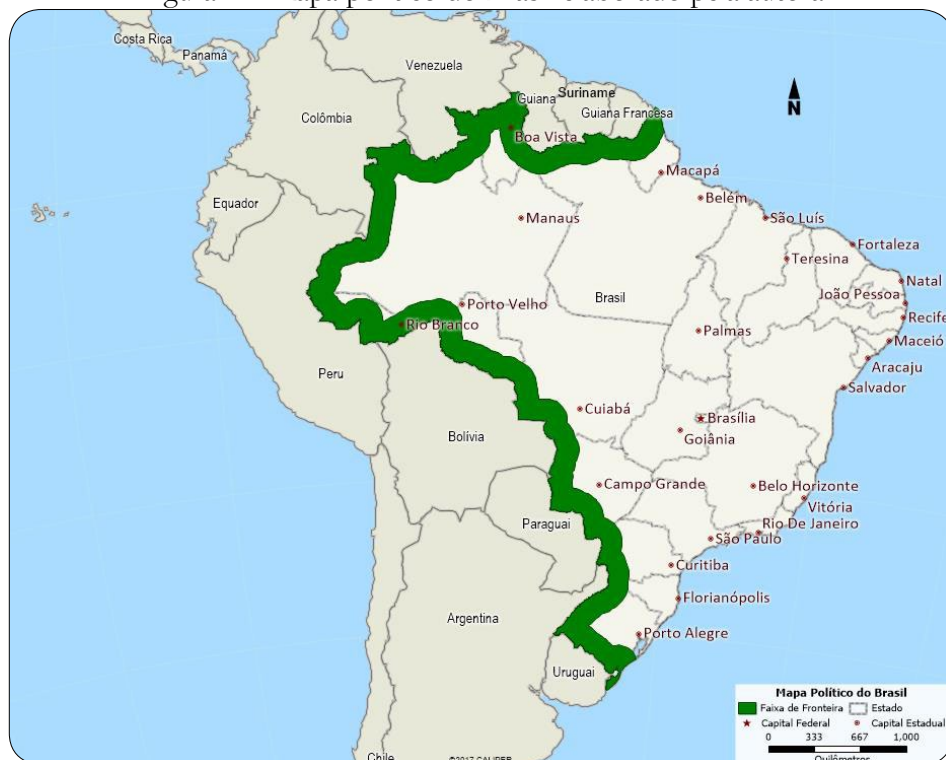 Costa Rica
Panamá
Venezuela
Guiana
Suriname
Guiana Francesa
Colômbia
N
Boa Vista
Macapá
Belém
Equador
Manaus
São Luís
Fortaleza
Teresina
Natal
João Pessoa
Brasil
Porto Velho
Recife
Rio Branco
Palmas
Maceió
Aracaju
Peru
Salvador
Cuiabá
Brasília
Bolívia
Goiânia
Campo Grande
Belo Horizonte
Vitória
Paraguai
Rio De Janeiro
São Paulo
Curitiba
Florianópolis
Argentina
Porto Alegre
Uruguai
Mapa Político do Brasil
Faixa de Fronteira Estado
Capital Federal Capital Estadual
0 333 667 1,000
Quilômetros
Chile
©2017 CALIPER